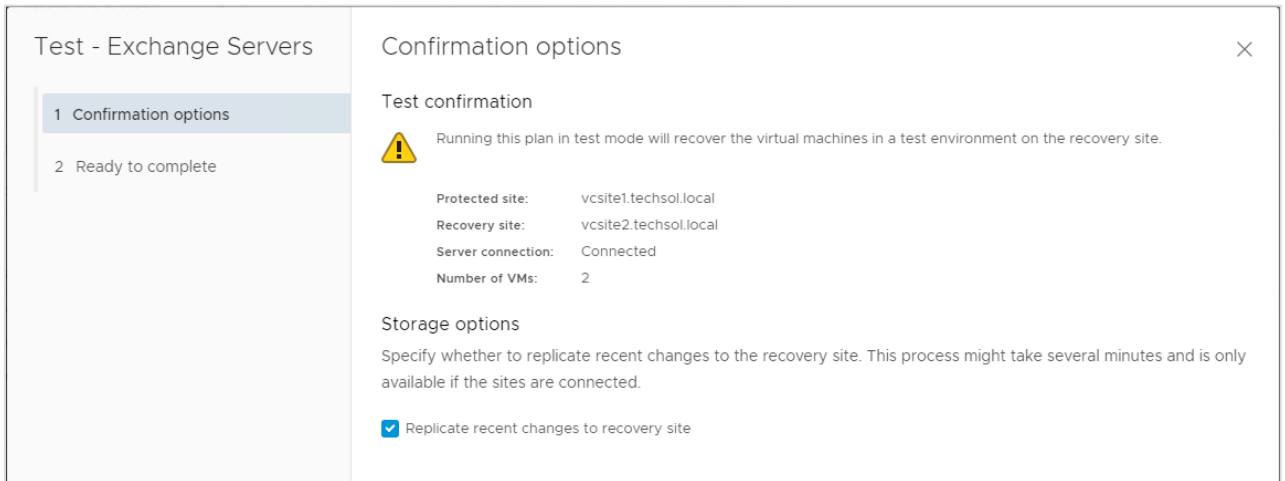 Test - Exchange Servers
1 Confirmation options
2 Ready to complete
Confirmation options
Test confirmation
Running this plan in test mode will recover the virtual machines in a test environment on the recovery site.
Protected site: vcsite1.techsol.local
Recovery site: vcsite2.techsol.local
Server connection: Connected
Number of VMs: 2
Storage options
Specify whether to replicate recent changes to the recovery site. This process might take several minutes and is only
available if the sites are connected.
Replicate recent changes to recovery site